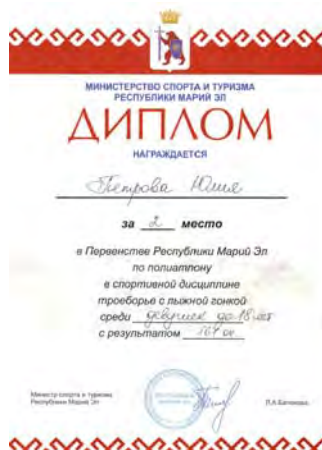 МИНИСТЕРСТВО СПОРТА И ТУРИЗМА
РЕСПУБЛИКИ МАРИЙ ЭЛ
ДИПЛОМ
НАГРАЖДАЕТСЯ
Петрова Юлия
за 2 место
в Первенстве Республики Марий Эл
по полиатлону
в спортивной дисциплине
троеборье с лыжной гонкой
среди девушек до 18 лет
с результатом
Министр спорта и туризма
Республики Марий Эл